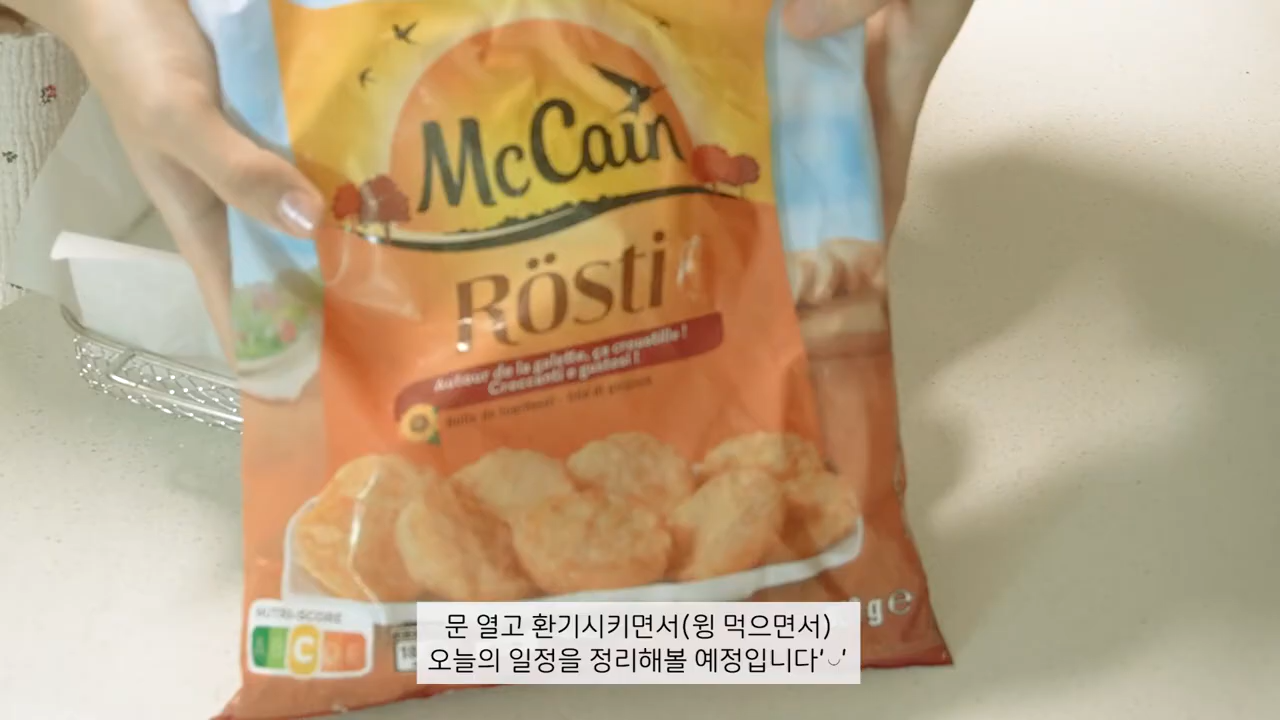 McCain
Rösti
Autour de la galette, ça croustille !
Croccanti e gustosi !
NUTRI-SCORE
A B C D E
g e
문 열고 환기시키면서(윙 먹으면서)
오늘의 일정을 정리해볼 예정입니다'◡'